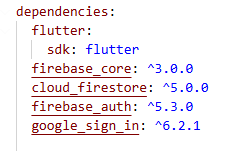 dependencies:
  flutter:
    sdk: flutter
  firebase_core: ^3.0.0
  cloud_firestore: ^5.0.0
  firebase_auth: ^5.3.0
  google_sign_in: ^6.2.1